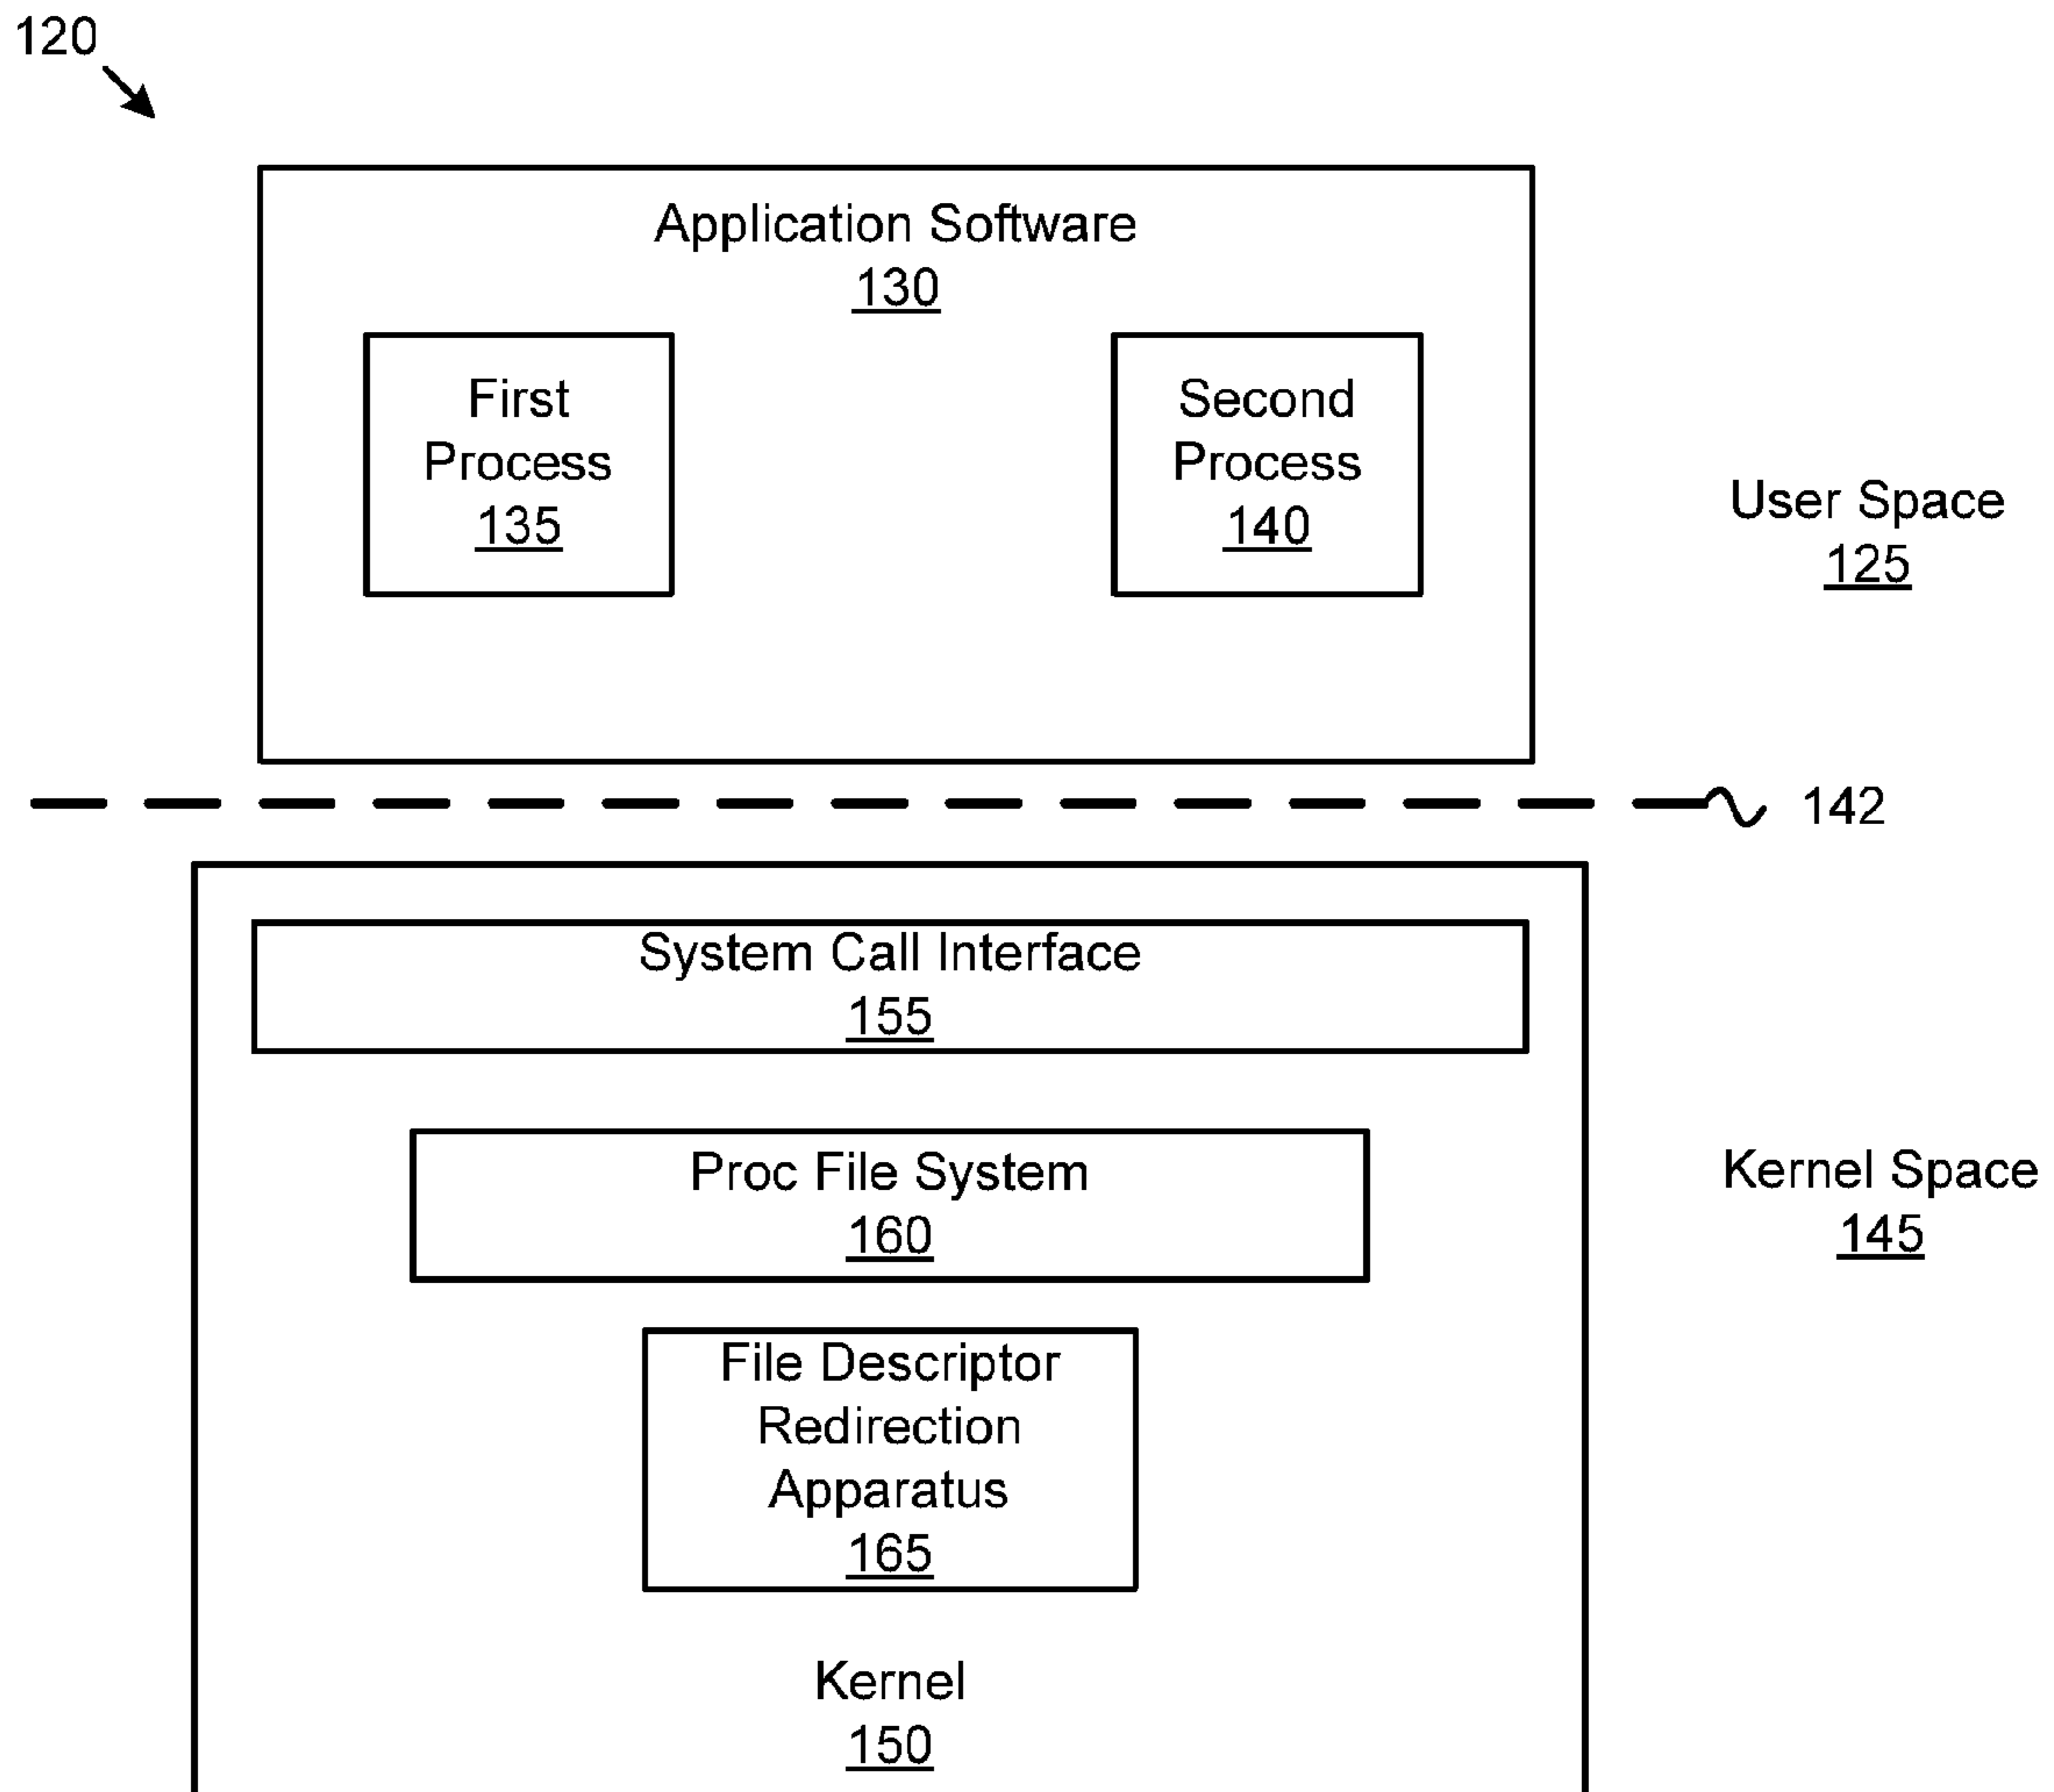 120
Application Software
130
First
Process
135
Second
Process
140
User Space
125
142
System Call Interface
155
Proc File System
160
Kernel Space
145
File Descriptor
Redirection
Apparatus
165
Kernel
150